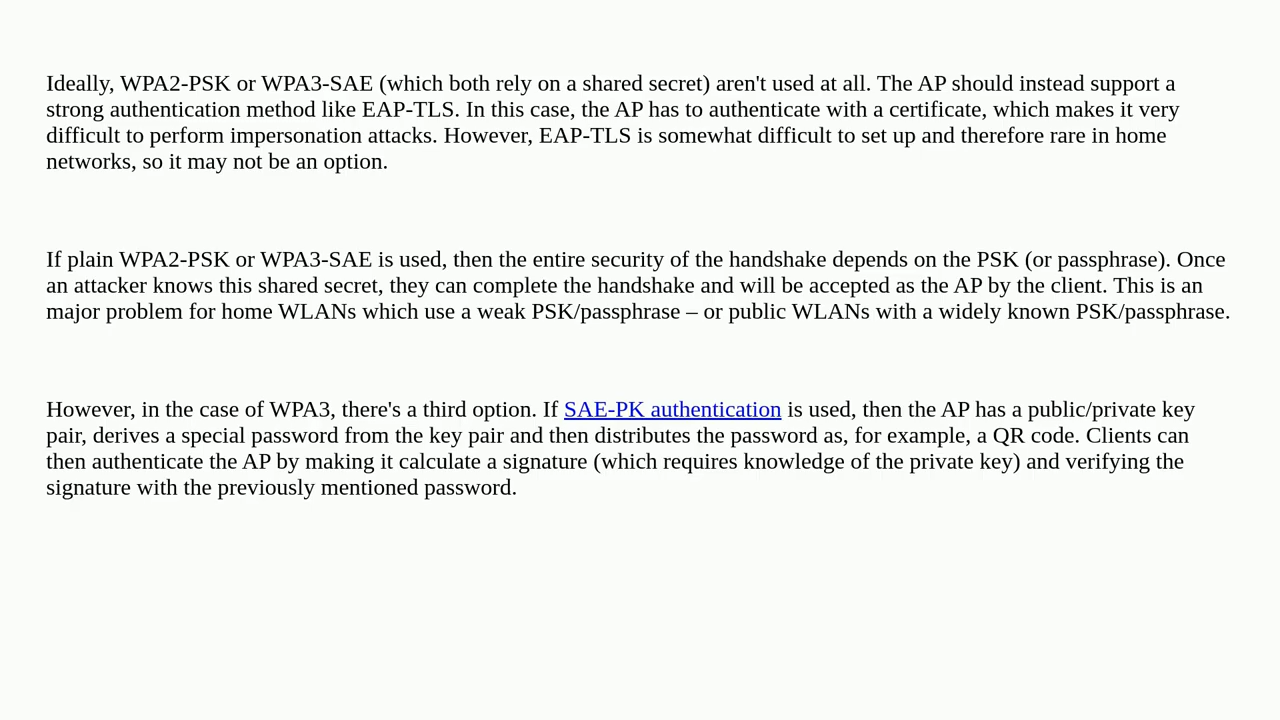 Ideally, WPA2-PSK or WPA3-SAE (which both rely on a shared secret) aren't used at all. The AP should instead support a
strong authentication method like EAP-TLS. In this case, the AP has to authenticate with a certificate, which makes it very
difficult to perform impersonation attacks. However, EAP-TLS is somewhat difficult to set up and therefore rare in home
networks, so it may not be an option.
If plain WPA2-PSK or WPA3-SAE is used, then the entire security of the handshake depends on the PSK (or passphrase). Once
an attacker knows this shared secret, they can complete the handshake and will be accepted as the AP by the client. This is an
major problem for home WLANs which use a weak PSK/passphrase – or public WLANs with a widely known PSK/passphrase.
However, in the case of WPA3, there's a third option. If SAE-PK authentication is used, then the AP has a public/private key
pair, derives a special password from the key pair and then distributes the password as, for example, a QR code. Clients can
then authenticate the AP by making it calculate a signature (which requires knowledge of the private key) and verifying the
signature with the previously mentioned password.